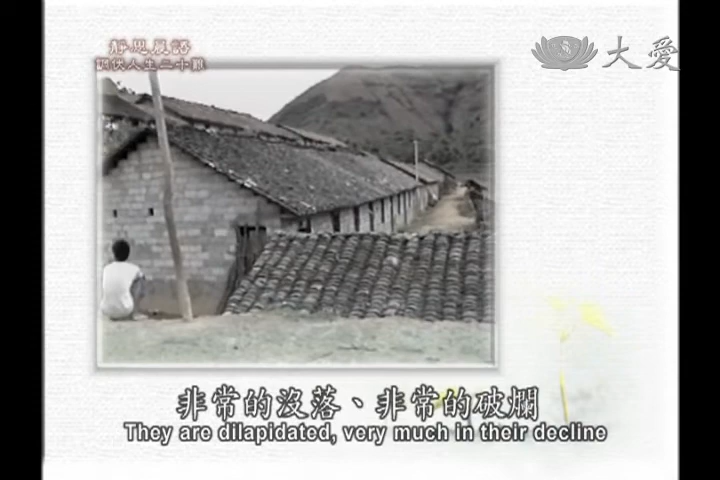 靜思晨語
調伏人生二十難
大愛
非常的沒落、非常的破爛
They are dilapidated, very much in their decline